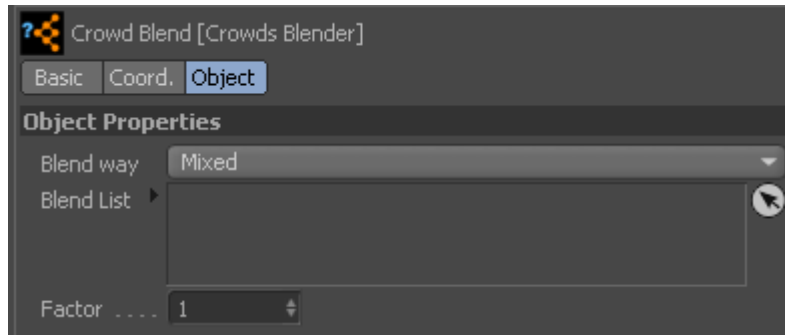 ? Crowd Blend [Crowds Blender]
Basic Coord. Object
Object Properties
Blend way Mixed
Blend List
Factor .... 1